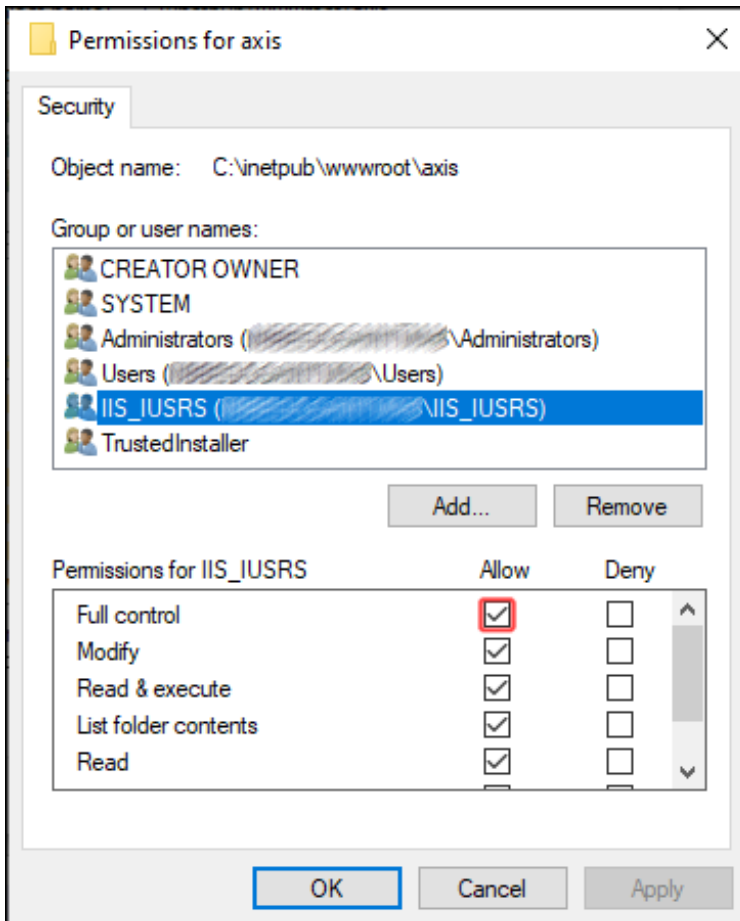 Permissions for axis
Security
Object name: C:\inetpub\wwwroot\axis
Group or user names:
CREATOR OWNER
SYSTEM
Administrators (\Administrators)
Users (\Users)
IIS_IUSRS (\IIS_IUSRS)
TrustedInstaller
Add... Remove
Permissions for IIS_IUSRS Allow Deny
Full control
Modify
Read & execute
List folder contents
Read
OK Cancel Apply